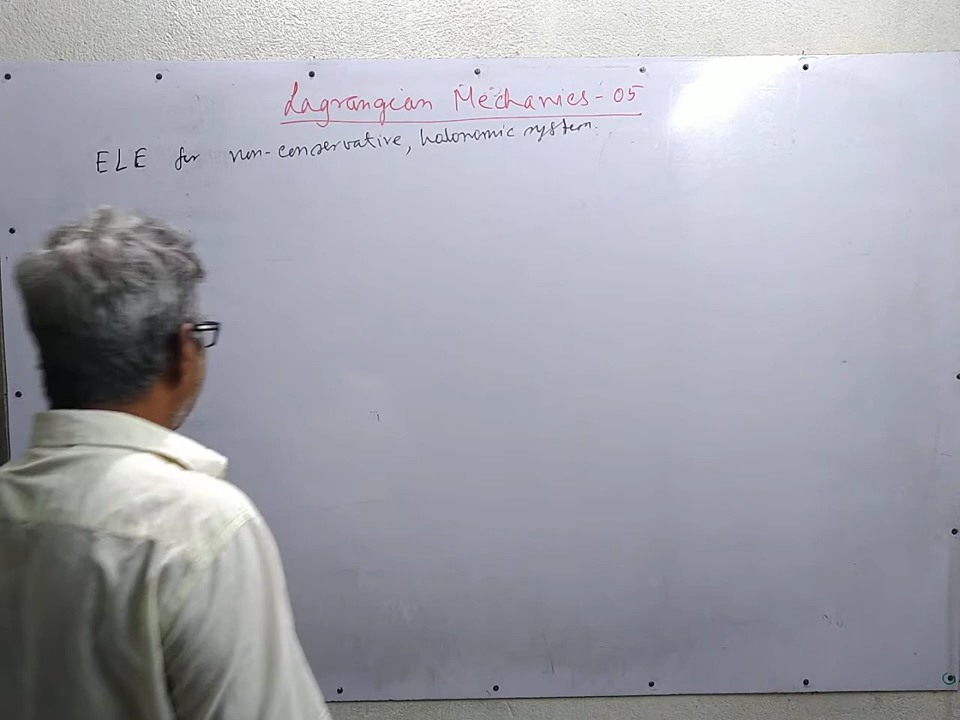 Lagrangian Mechanics - 05
ELE for non-conservative, holonomic system.